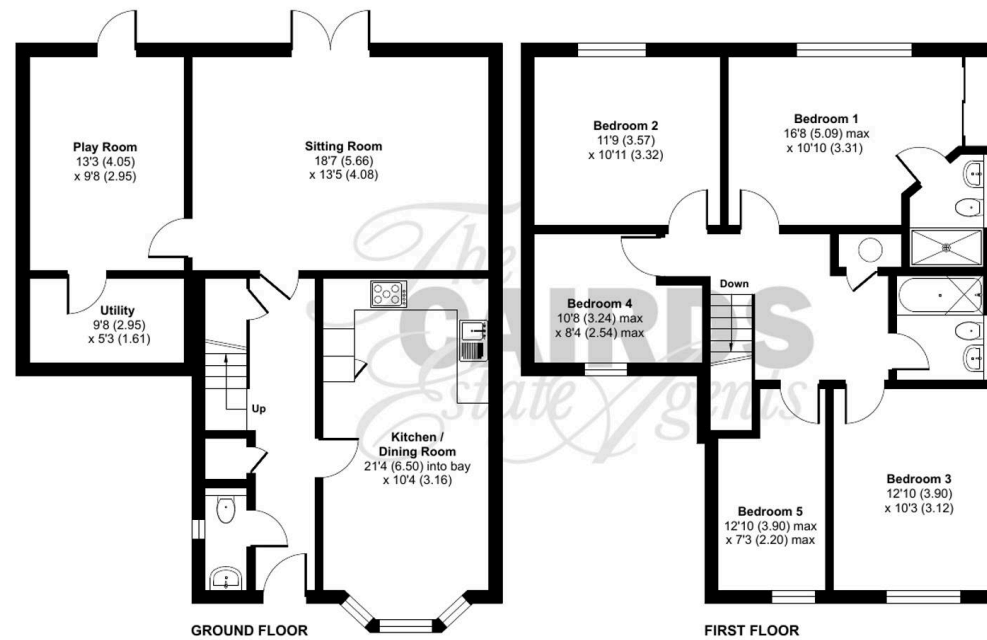 Play Room
13'3 (4.05)
x 9'8 (2.95)
Sitting Room
18'7 (5.66)
x 13'5 (4.08)
Utility
9'8 (2.95)
x 5'3 (1.61)
Up
Kitchen /
Dining Room
21'4 (6.50) into bay
x 10'4 (3.16)
GROUND FLOOR
Bedroom 2
11'9 (3.57)
x 10'11 (3.32)
Bedroom 1
16'8 (5.09) max
x 10'10 (3.31)
Bedroom 4
10'8 (3.24) max
x 8'4 (2.54) max
Down
Bedroom 5
12'10 (3.90) max
x 7'3 (2.20) max
Bedroom 3
12'10 (3.90)
x 10'3 (3.12)
FIRST FLOOR
The
CAIRDS
Estate Agents